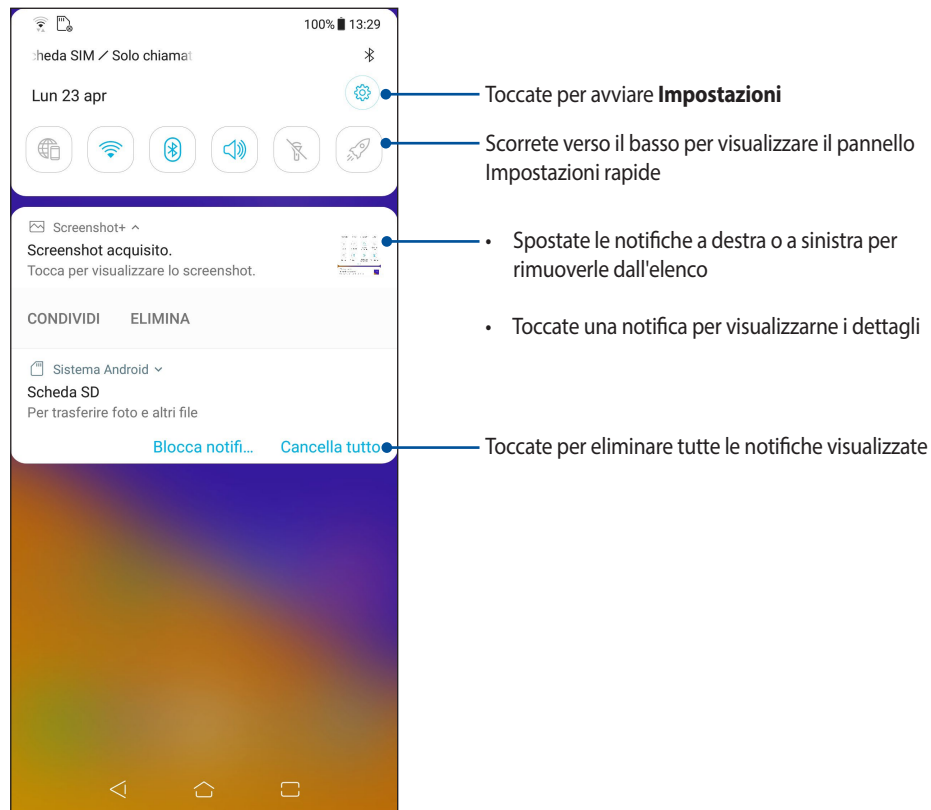 100% 13:29
heda SIM / Solo chiamat
Lun 23 apr
Toccate per avviare Impostazioni
Scorrete verso il basso per visualizzare il pannello
Impostazioni rapide
Screenshot+
Screenshot acquisito.
Tocca per visualizzare lo screenshot.
• Spostate le notifiche a destra o a sinistra per
rimuoverle dall'elenco
CONDIVIDI ELIMINA
• Toccate una notifica per visualizzarne i dettagli
Sistema Android
Scheda SD
Per trasferire foto e altri file
Blocca notifi... Cancella tutto
Toccate per eliminare tutte le notifiche visualizzate